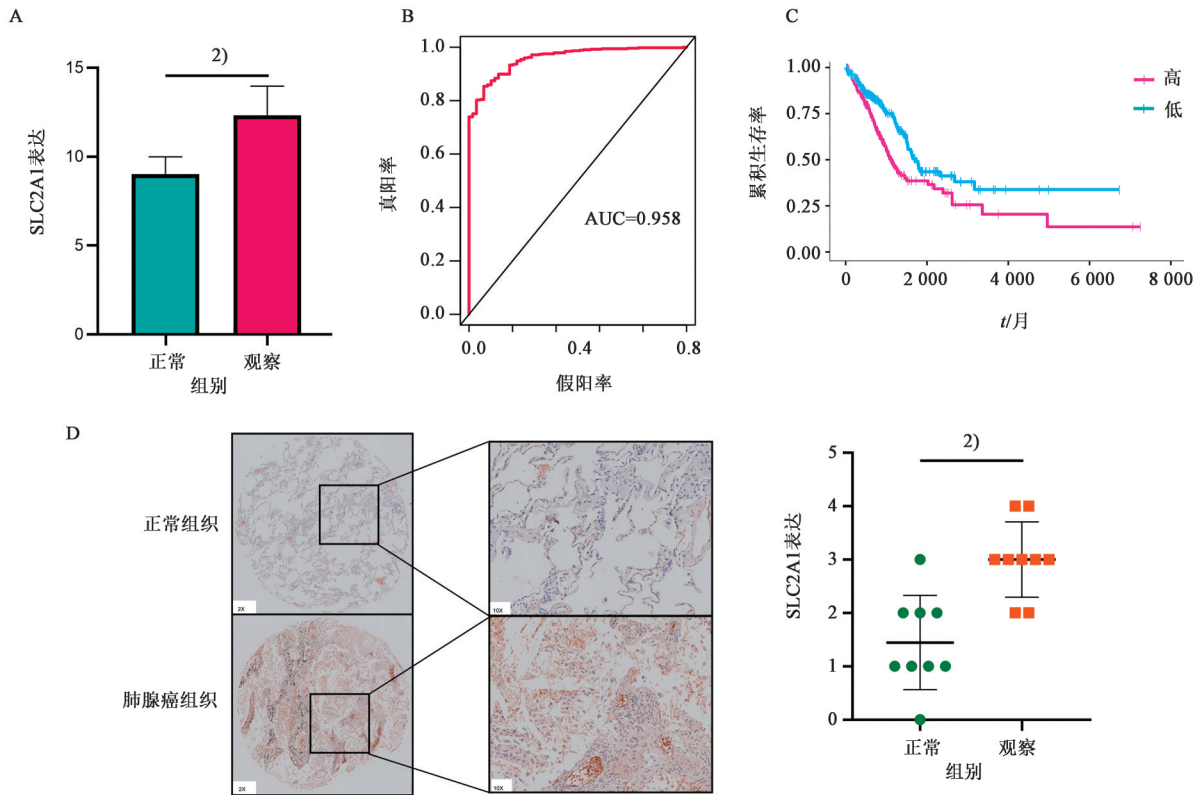 A
2)
15
10
5
0
SLC2A1表达
正常
观察
组别
B
1.0
0.8
0.6
0.4
0.2
0.0
真阳率
AUC=0.958
0.0
0.4
0.8
假阳率
C
1.00
0.75
0.50
0.25
0.00
累积生存率
高
低
0
2 000
4 000
6 000
8 000
t/月
D
正常组织
2X
10X
肺腺癌组织
2X
10X
2)
5
4
3
2
1
0
SLC2A1表达
正常
观察
组别